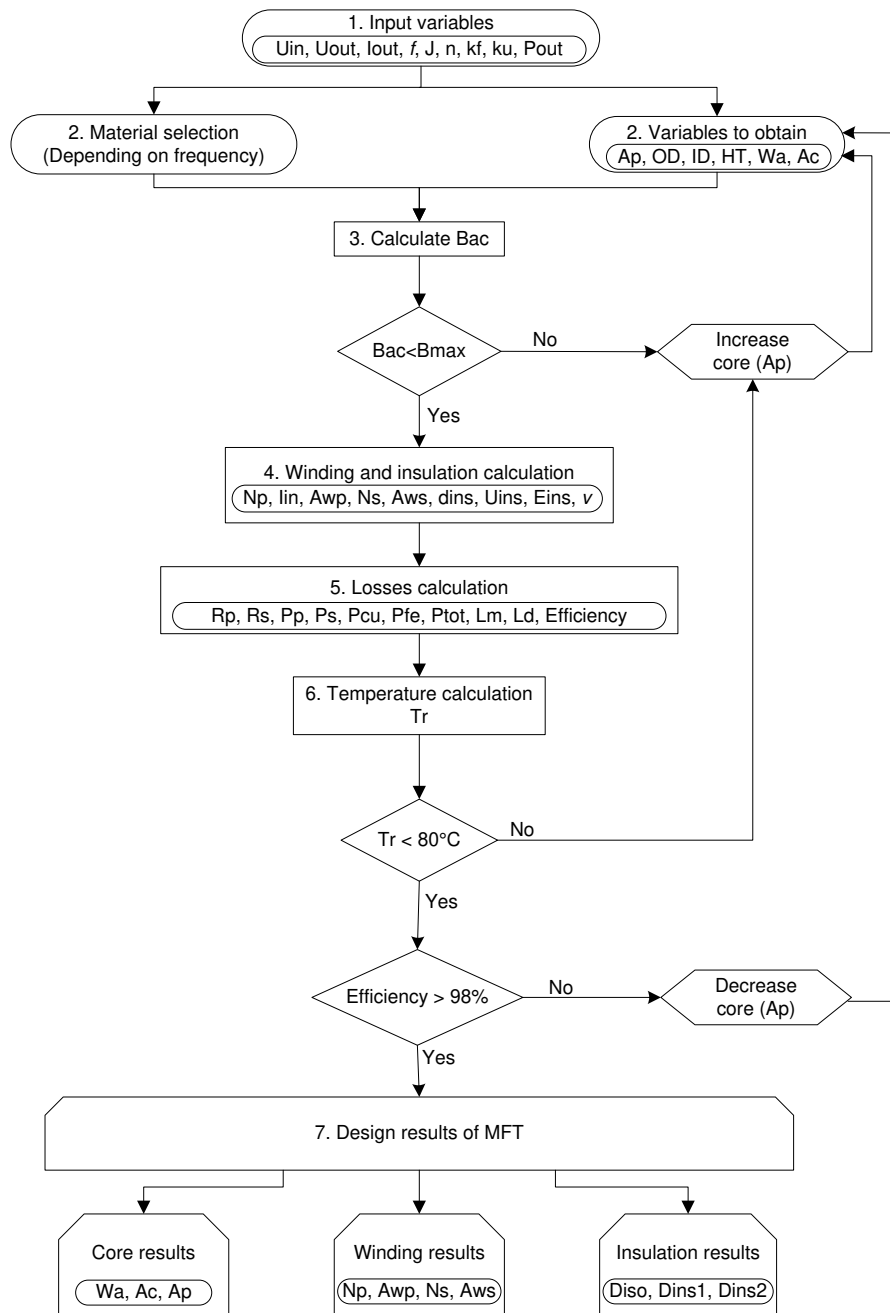 1. Input variables
Uin, Uout, Iout, f, J, n, kf, ku, Pout
2. Material selection
(Depending on frequency)
2. Variables to obtain
Ap, OD, ID, HT, Wa, Ac
3. Calculate Bac
Bac<Bmax
No
Increase
core (Ap)
Yes
4. Winding and insulation calculation
Np, Iin, Awp, Ns, Aws, dins, Uins, Eins, v
5. Losses calculation
Rp, Rs, Pp, Ps, Pcu, Pfe, Ptot, Lm, Ld, Efficiency
6. Temperature calculation
Tr
Tr < 80°C
No
Yes
Efficiency > 98%
No
Decrease
core (Ap)
Yes
7. Design results of MFT
Core results
Wa, Ac, Ap
Winding results
Np, Awp, Ns, Aws
Insulation results
Diso, Dins1, Dins2